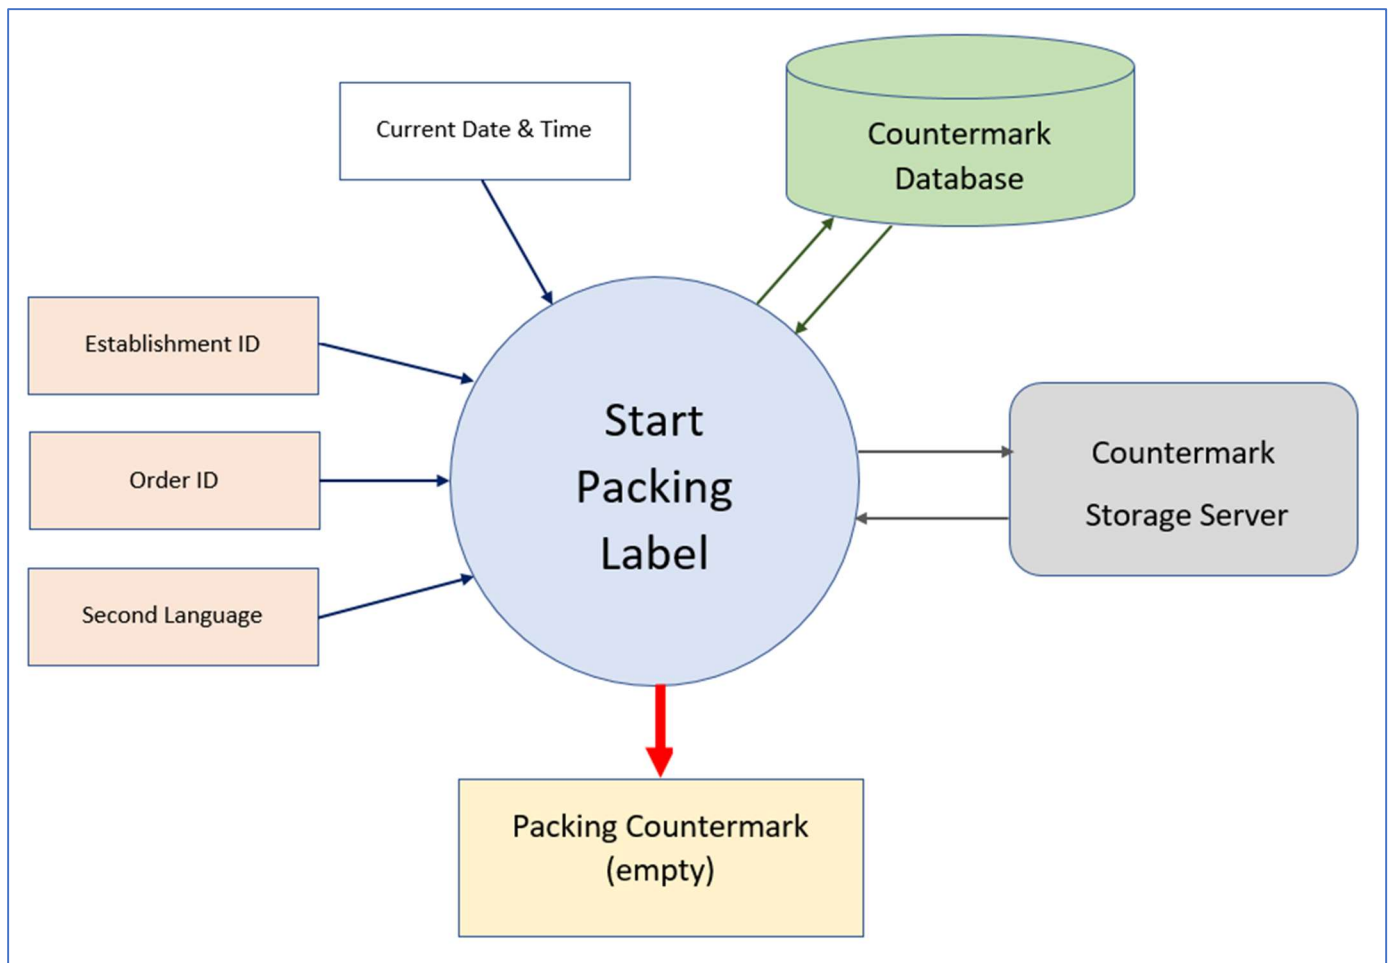 Current Date & Time
Countermark
Database
Establishment ID
Order ID
Second Language
Start
Packing
Label
Countermark
Storage Server
Packing Countermark
(empty)